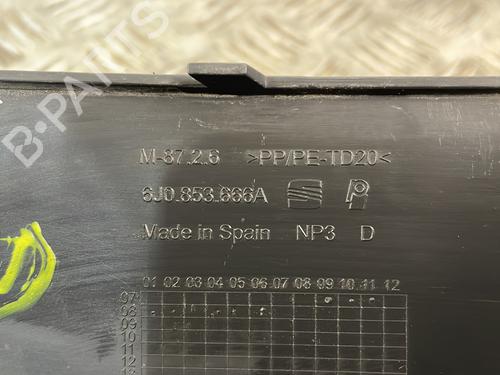 B-PARTS
M-87.2.6 >PP/PE-TD20<
6J0.853.666A
Made in Spain NP3 D
01 02 03 04 05 06 07 08 09 10 11 12
07
08
09
10
11
12
B-PARTS